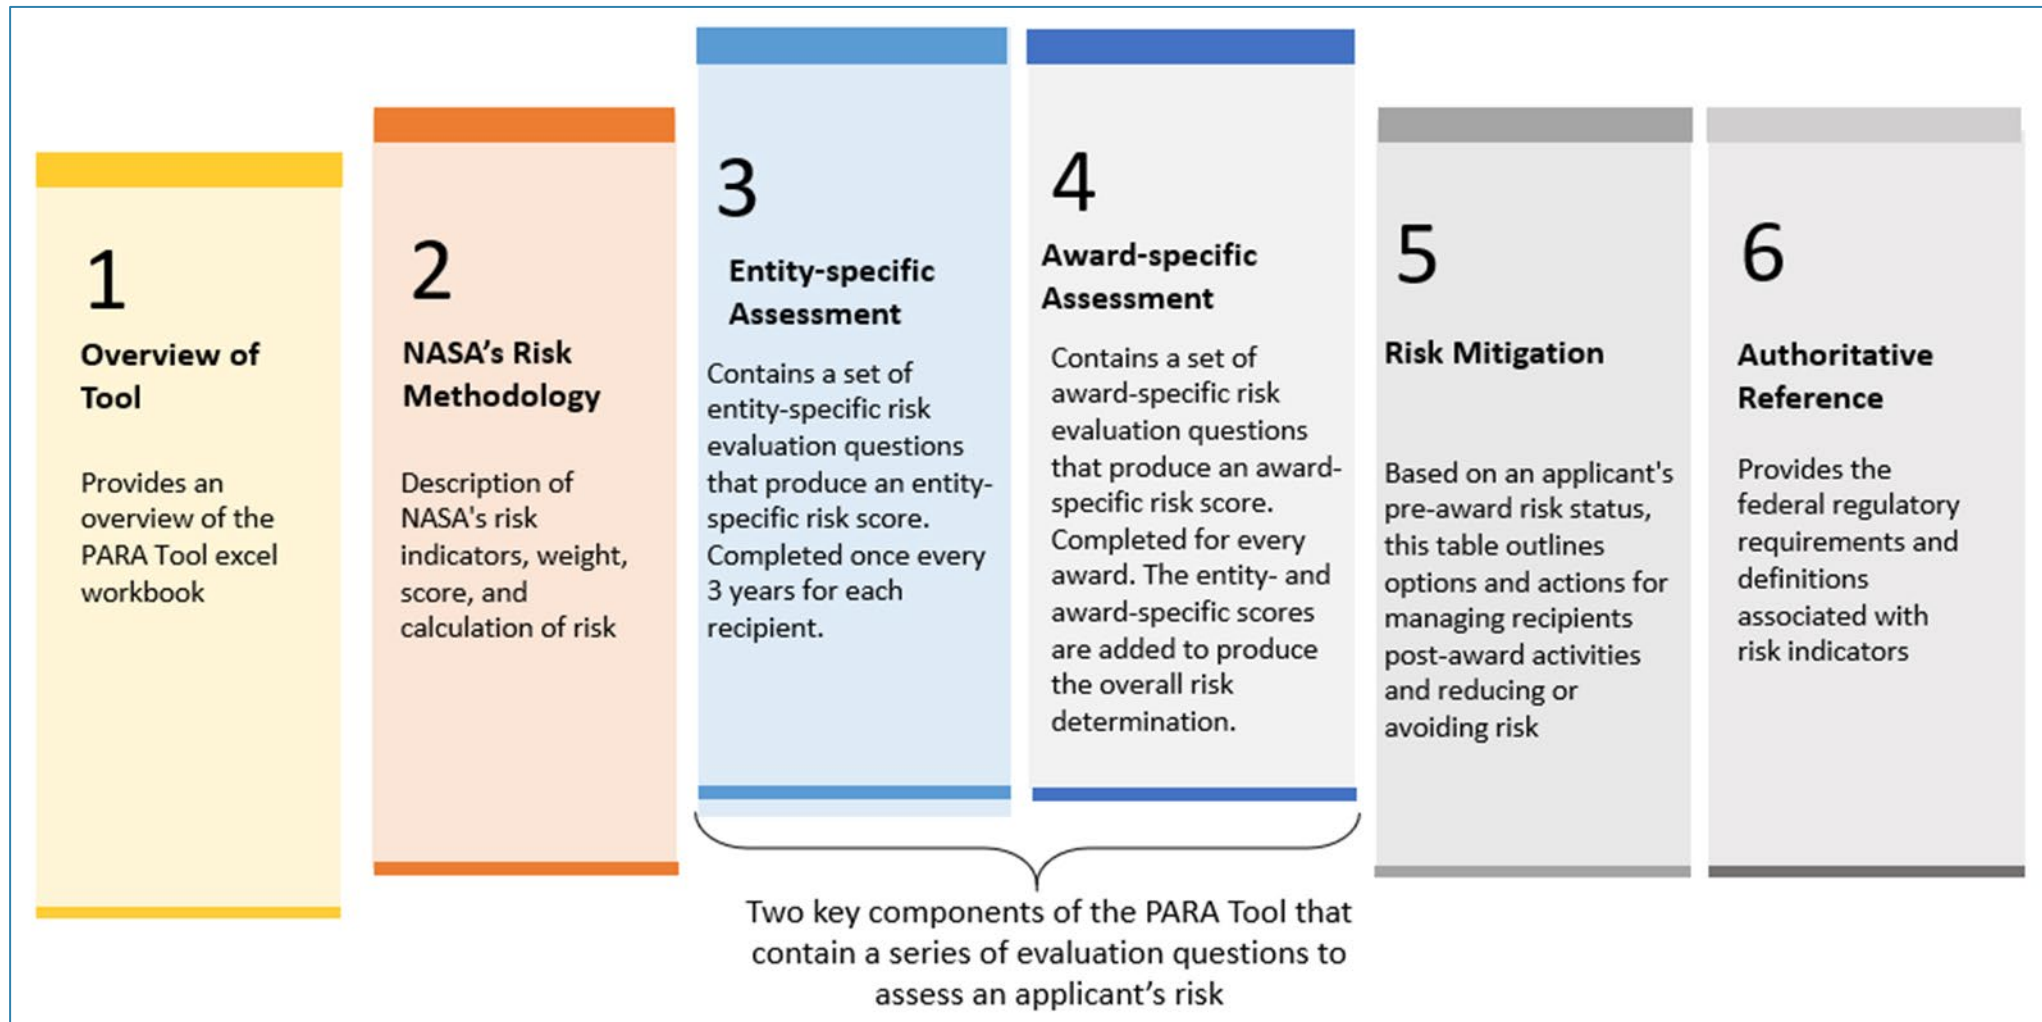 1
Overview of
Tool
Provides an
overview of the
PARA Tool excel
workbook
2
NASA's Risk
Methodology
Description of
NASA's risk
indicators, weight,
score, and
calculation of risk
3
Entity-specific
Assessment
Contains a set of
entity-specific risk
evaluation questions
that produce an entity-
specific risk score.
Completed once every
3 years for each
recipient.
4
Award-specific
Assessment
Contains a set of
award-specific risk
evaluation questions
that produce an award-
specific risk score.
Completed for every
award. The entity- and
award-specific scores
are added to produce
the overall risk
determination.
5
Risk Mitigation
Based on an applicant's
pre-award risk status,
this table outlines
options and actions for
managing recipients
post-award activities
and reducing or
avoiding risk
6
Authoritative
Reference
Provides the
federal regulatory
requirements and
definitions
associated with
risk indicators
Two key components of the PARA Tool that
contain a series of evaluation questions to
assess an applicant's risk